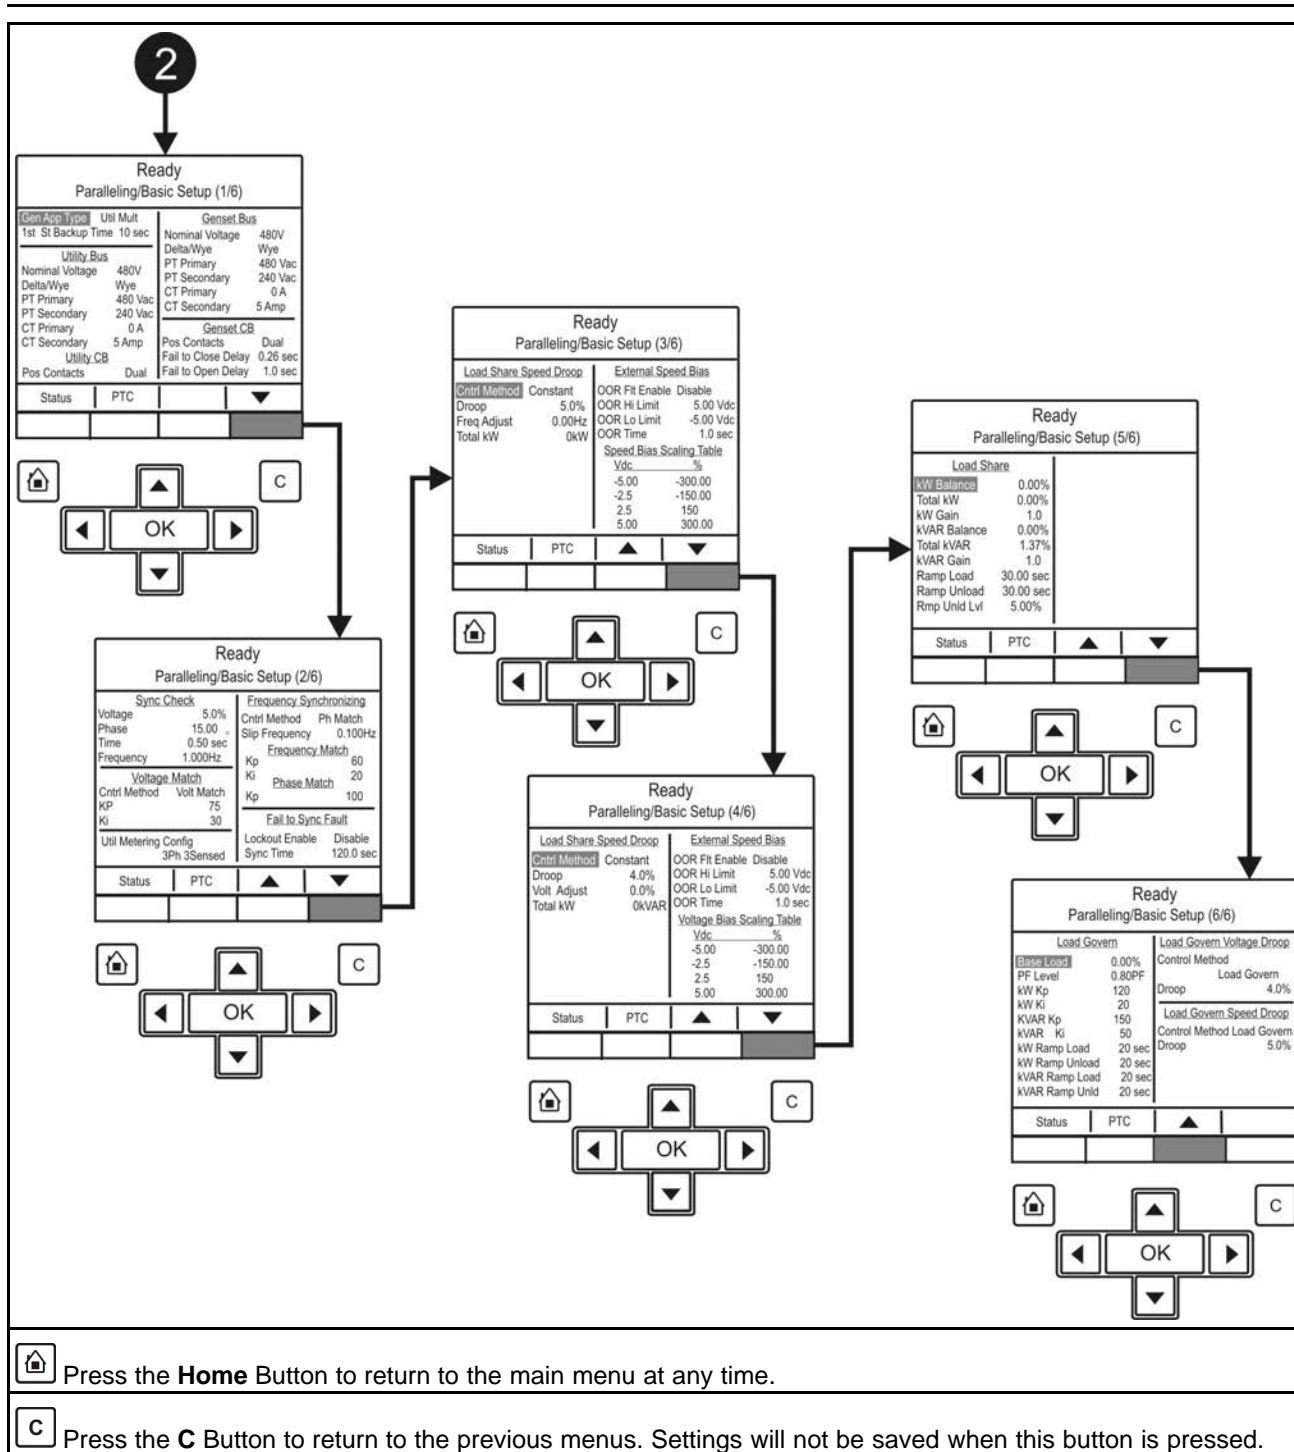 2
Ready
Paralleling/Basic Setup (1/6)
Gen App Type Util Mult
1st St Backup Time 10 sec
Utility Bus
Nominal Voltage 480V
Delta/Wye Wye
PT Primary 480 Vac
PT Secondary 240 Vac
CT Primary 0 A
CT Secondary 5 Amp
Utility CB
Pos Contacts Dual
Genset Bus
Nominal Voltage 480V
Delta/Wye Wye
PT Primary 480 Vac
PT Secondary 240 Vac
CT Primary 0 A
CT Secondary 5 Amp
Genset CB
Pos Contacts Dual
Fail to Close Delay 0.26 sec
Fail to Open Delay 1.0 sec
Status PTC
C
OK
Ready
Paralleling/Basic Setup (2/6)
Sync Check
Voltage 5.0%
Phase 15.00 °
Time 0.50 sec
Frequency 1.000Hz
Voltage Match
Cntrl Method Volt Match
KP 75
Ki 30
Util Metering Config
3Ph 3Sensed
Frequency Synchronizing
Cntrl Method Ph Match
Slip Frequency 0.100Hz
Frequency Match
Kp 60
Ki 20
Phase Match
Kp 100
Fail to Sync Fault
Lockout Enable Disable
Sync Time 120.0 sec
Status PTC
C
OK
Ready
Paralleling/Basic Setup (3/6)
Load Share Speed Droop
Cntrl Method Constant
Droop 5.0%
Freq Adjust 0.00Hz
Total kW 0kW
External Speed Bias
OOR Flt Enable Disable
OOR Hi Limit 5.00 Vdc
OOR Lo Limit -5.00 Vdc
OOR Time 1.0 sec
Speed Bias Scaling Table
Vdc %
-5.00 -300.00
-2.5 -150.00
2.5 150
5.00 300.00
Status PTC
C
OK
Ready
Paralleling/Basic Setup (4/6)
Load Share Speed Droop
Cntrl Method Constant
Droop 4.0%
Volt Adjust 0.0%
Total kW 0kVAR
External Speed Bias
OOR Flt Enable Disable
OOR Hi Limit 5.00 Vdc
OOR Lo Limit -5.00 Vdc
OOR Time 1.0 sec
Voltage Bias Scaling Table
Vdc %
-5.00 -300.00
-2.5 -150.00
2.5 150
5.00 300.00
Status PTC
C
OK
Ready
Paralleling/Basic Setup (5/6)
Load Share
kW Balance 0.00%
Total kW 0.00%
kW Gain 1.0
kVAR Balance 0.00%
Total kVAR 1.37%
kVAR Gain 1.0
Ramp Load 30.00 sec
Ramp Unload 30.00 sec
Rmp Unld Lvl 5.00%
Status PTC
C
OK
Ready
Paralleling/Basic Setup (6/6)
Load Govern
Base Load 0.00%
PF Level 0.80PF
kW Kp 120
kW Ki 20
KVAR Kp 150
kVAR Ki 50
kW Ramp Load 20 sec
kW Ramp Unload 20 sec
kVAR Ramp Load 20 sec
kVAR Ramp Unld 20 sec
Load Govern Voltage Droop
Control Method
Load Govern
Droop 4.0%
Load Govern Speed Droop
Control Method Load Govern
Droop 5.0%
Status PTC
C
OK
Press the Home Button to return to the main menu at any time.
C Press the C Button to return to the previous menus. Settings will not be saved when this button is pressed.